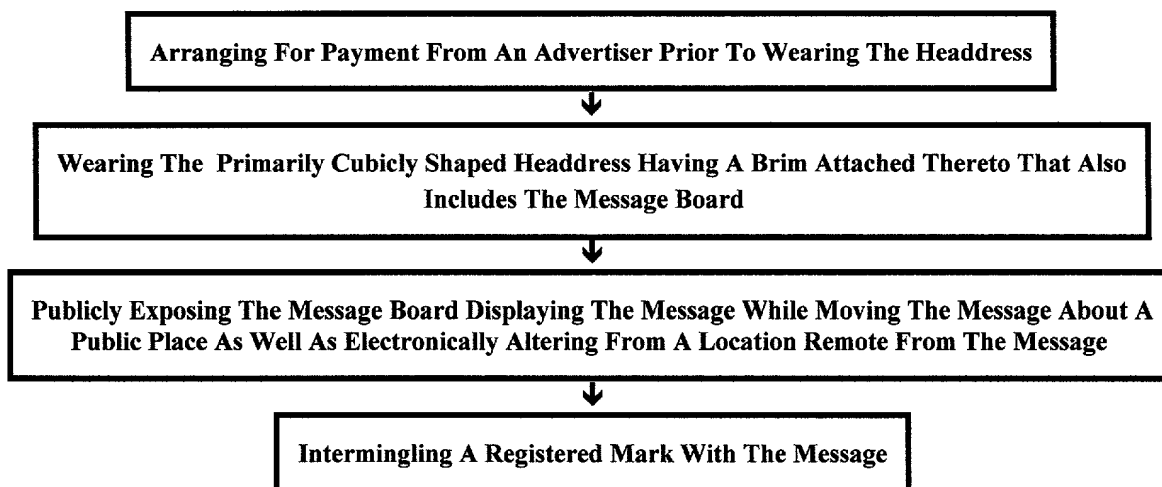 Arranging For Payment From An Advertiser Prior To Wearing The Headdress
Wearing The Primarily Cubicly Shaped Headdress Having A Brim Attached Thereto That Also
Includes The Message Board
Publicly Exposing The Message Board Displaying The Message While Moving The Message About A
Public Place As Well As Electronically Altering From A Location Remote From The Message
Intermingling A Registered Mark With The Message